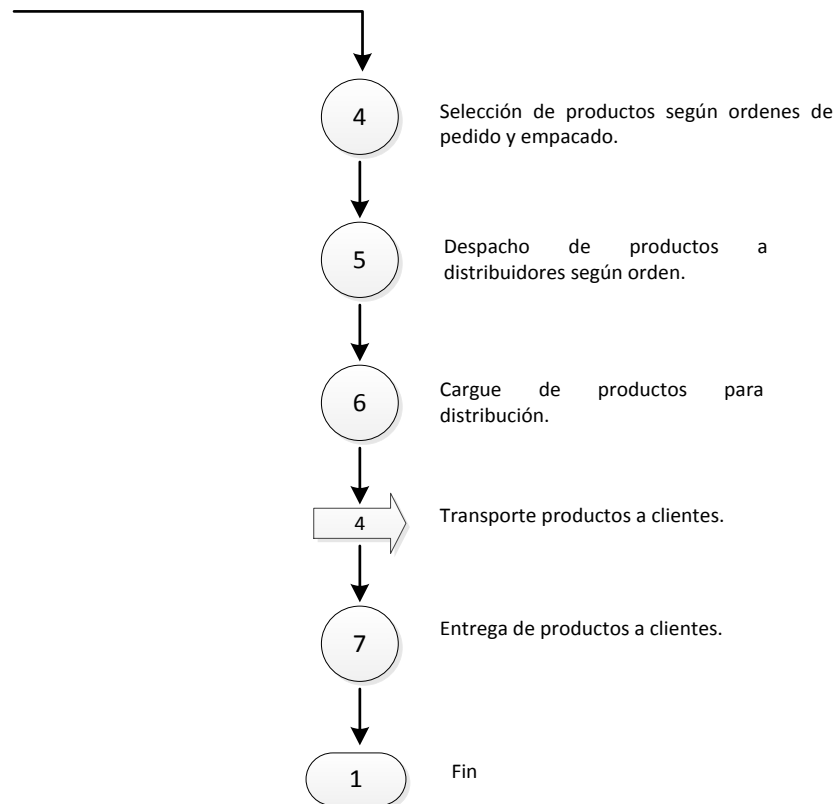 4
Selección de productos según ordenes de
pedido y empacado.
5
Despacho de productos a
distribuidores según orden.
6
Cargue de productos para
distribución.
4
Transporte productos a clientes.
7
Entrega de productos a clientes.
1
Fin